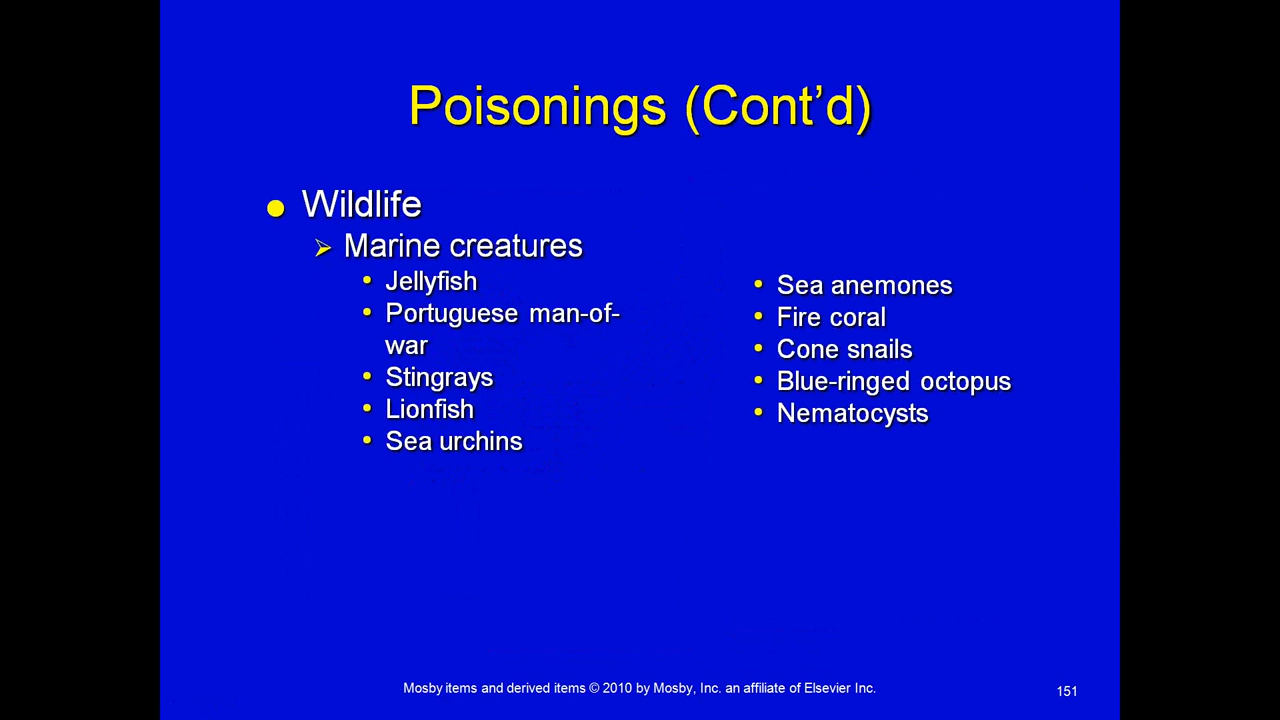 Poisonings (Cont’d)
Wildlife
Marine creatures
Jellyfish
Portuguese man-of-
war
Stingrays
Lionfish
Sea urchins
Sea anemones
Fire coral
Cone snails
Blue-ringed octopus
Nematocysts
Mosby items and derived items © 2010 by Mosby, Inc. an affiliate of Elsevier Inc.
151